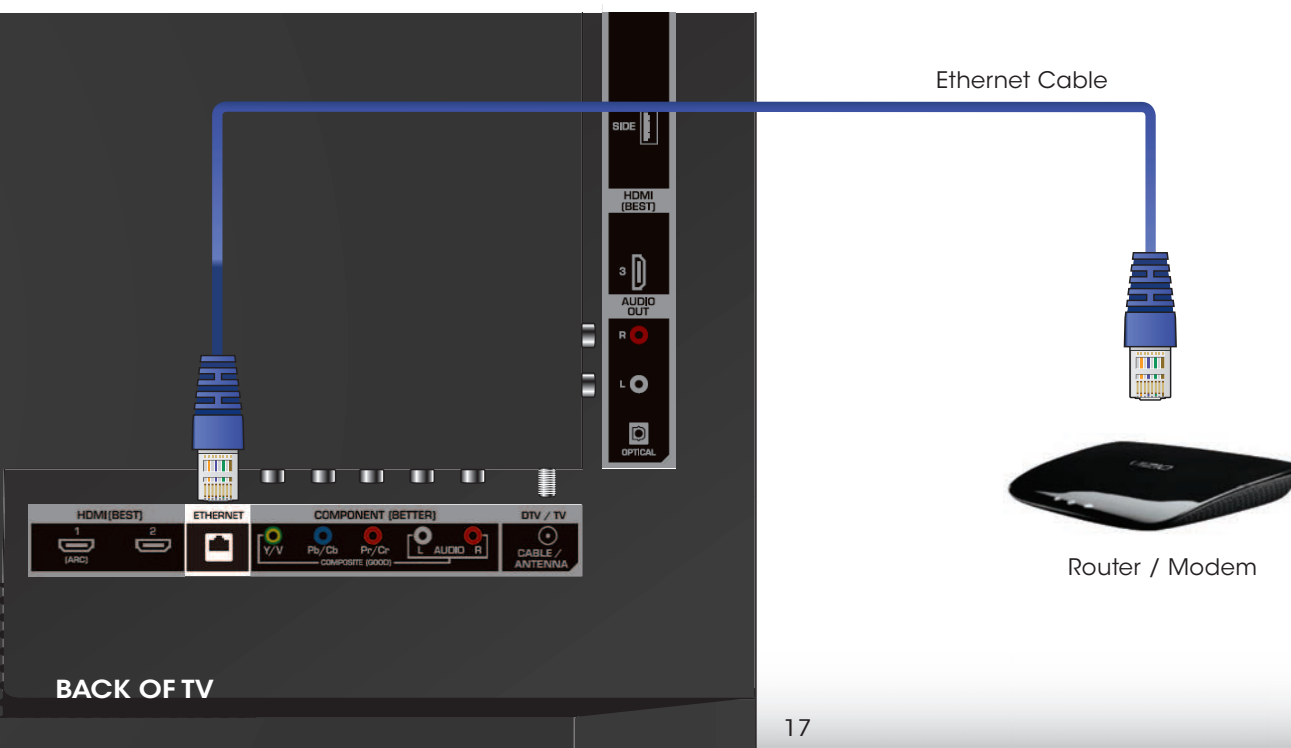 Ethernet Cable
SIDE
HDMI
(BEST)
3
AUDIO
OUT
R
L
OPTICAL
HDMI(BEST)
1
(ARC)
2
ETHERNET
COMPONENT (BETTER)
Y/V
Pb/Cb
Pr/Cr
L AUDIO R
COMPOSITE (GOOD)
DTV / TV
CABLE /
ANTENNA
VIZIO
Router / Modem
BACK OF TV
17